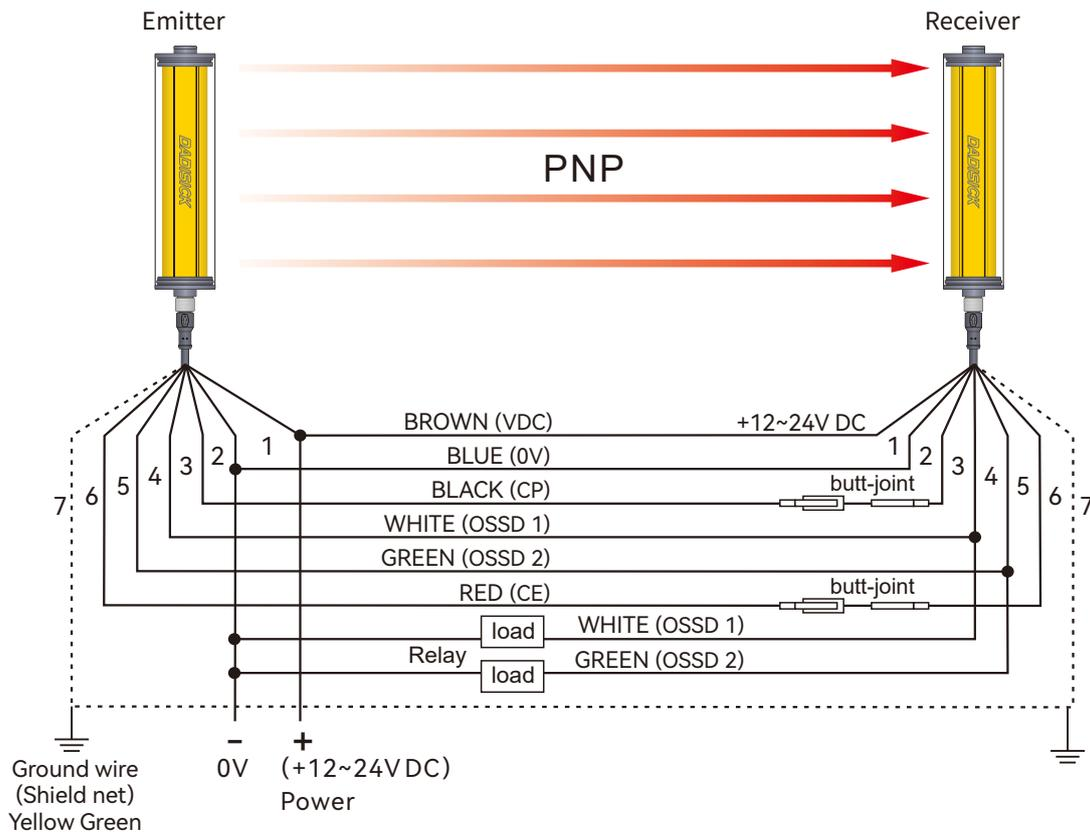 Emitter
Receiver
DADISICK
DADISICK
PNP
BROWN (VDC)
+12~24V DC
1
1
BLUE (0V)
2
2
BLACK (CP)
butt-joint
3
3
WHITE (OSSD 1)
4
4
GREEN (OSSD 2)
5
5
RED (CE)
butt-joint
6
6
7
7
load
WHITE (OSSD 1)
Relay
load
GREEN (OSSD 2)
−
+
0V
(+12~24V DC)
Power
Ground wire
(Shield net)
Yellow Green